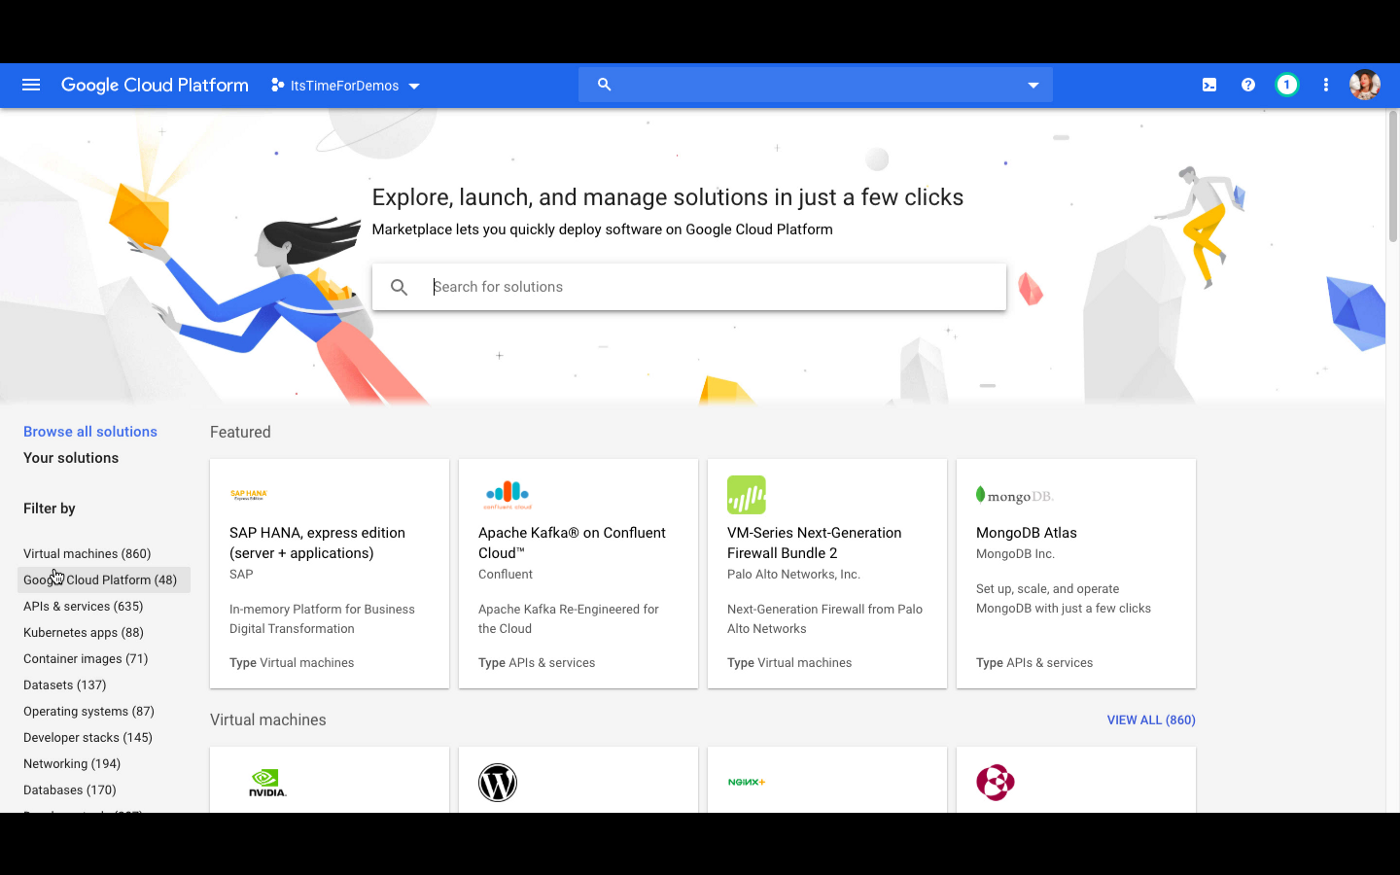 Google Cloud Platform
ItsTimeForDemos
1
Explore, launch, and manage solutions in just a few clicks
Marketplace lets you quickly deploy software on Google Cloud Platform
Search for solutions
Browse all solutions
Your solutions
Filter by
Virtual machines (860)
Google Cloud Platform (48)
APIs & services (635)
Kubernetes apps (88)
Container images (71)
Datasets (137)
Operating systems (87)
Developer stacks (145)
Networking (194)
Databases (170)
Featured
SAP HANA
Express Edition
SAP HANA, express edition
(server + applications)
SAP
In-memory Platform for Business
Digital Transformation
Type Virtual machines
confluent cloud
Apache Kafka® on Confluent
Cloud™
Confluent
Apache Kafka Re-Engineered for
the Cloud
Type APIs & services
VM-Series Next-Generation
Firewall Bundle 2
Palo Alto Networks, Inc.
Next-Generation Firewall from Palo
Alto Networks
Type Virtual machines
mongoDB.
MongoDB Atlas
MongoDB Inc.
Set up, scale, and operate
MongoDB with just a few clicks
Type APIs & services
Virtual machines
VIEW ALL (860)
NVIDIA.
W
NGINX+